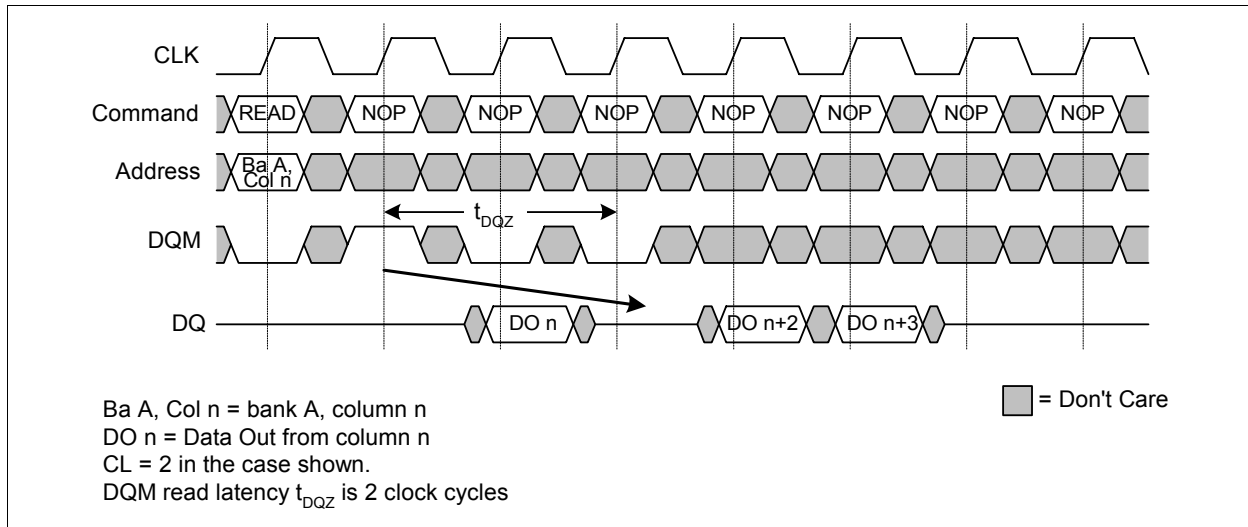 CLK
Command READ NOP NOP NOP NOP NOP NOP NOP
Address Ba A,
Col n
tDQZ
DQM
DQ DO n DO n+2 DO n+3
Ba A, Col n = bank A, column n
DO n = Data Out from column n
CL = 2 in the case shown.
DQM read latency tDQZ is 2 clock cycles
= Don't Care